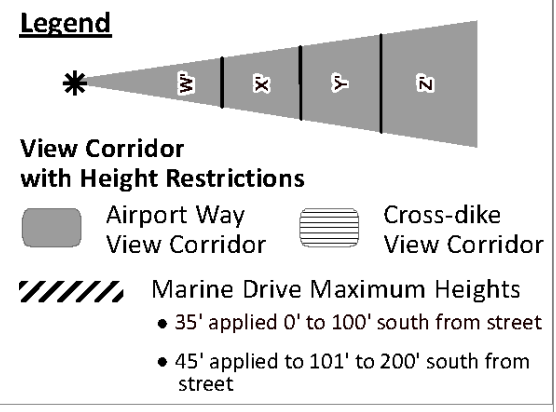 Legend
W' X' Y' Z'
View Corridor
with Height Restrictions
Airport Way
View Corridor
Cross-dike
View Corridor
Marine Drive Maximum Heights
• 35' applied 0' to 100' south from street
• 45' applied to 101' to 200' south from
street